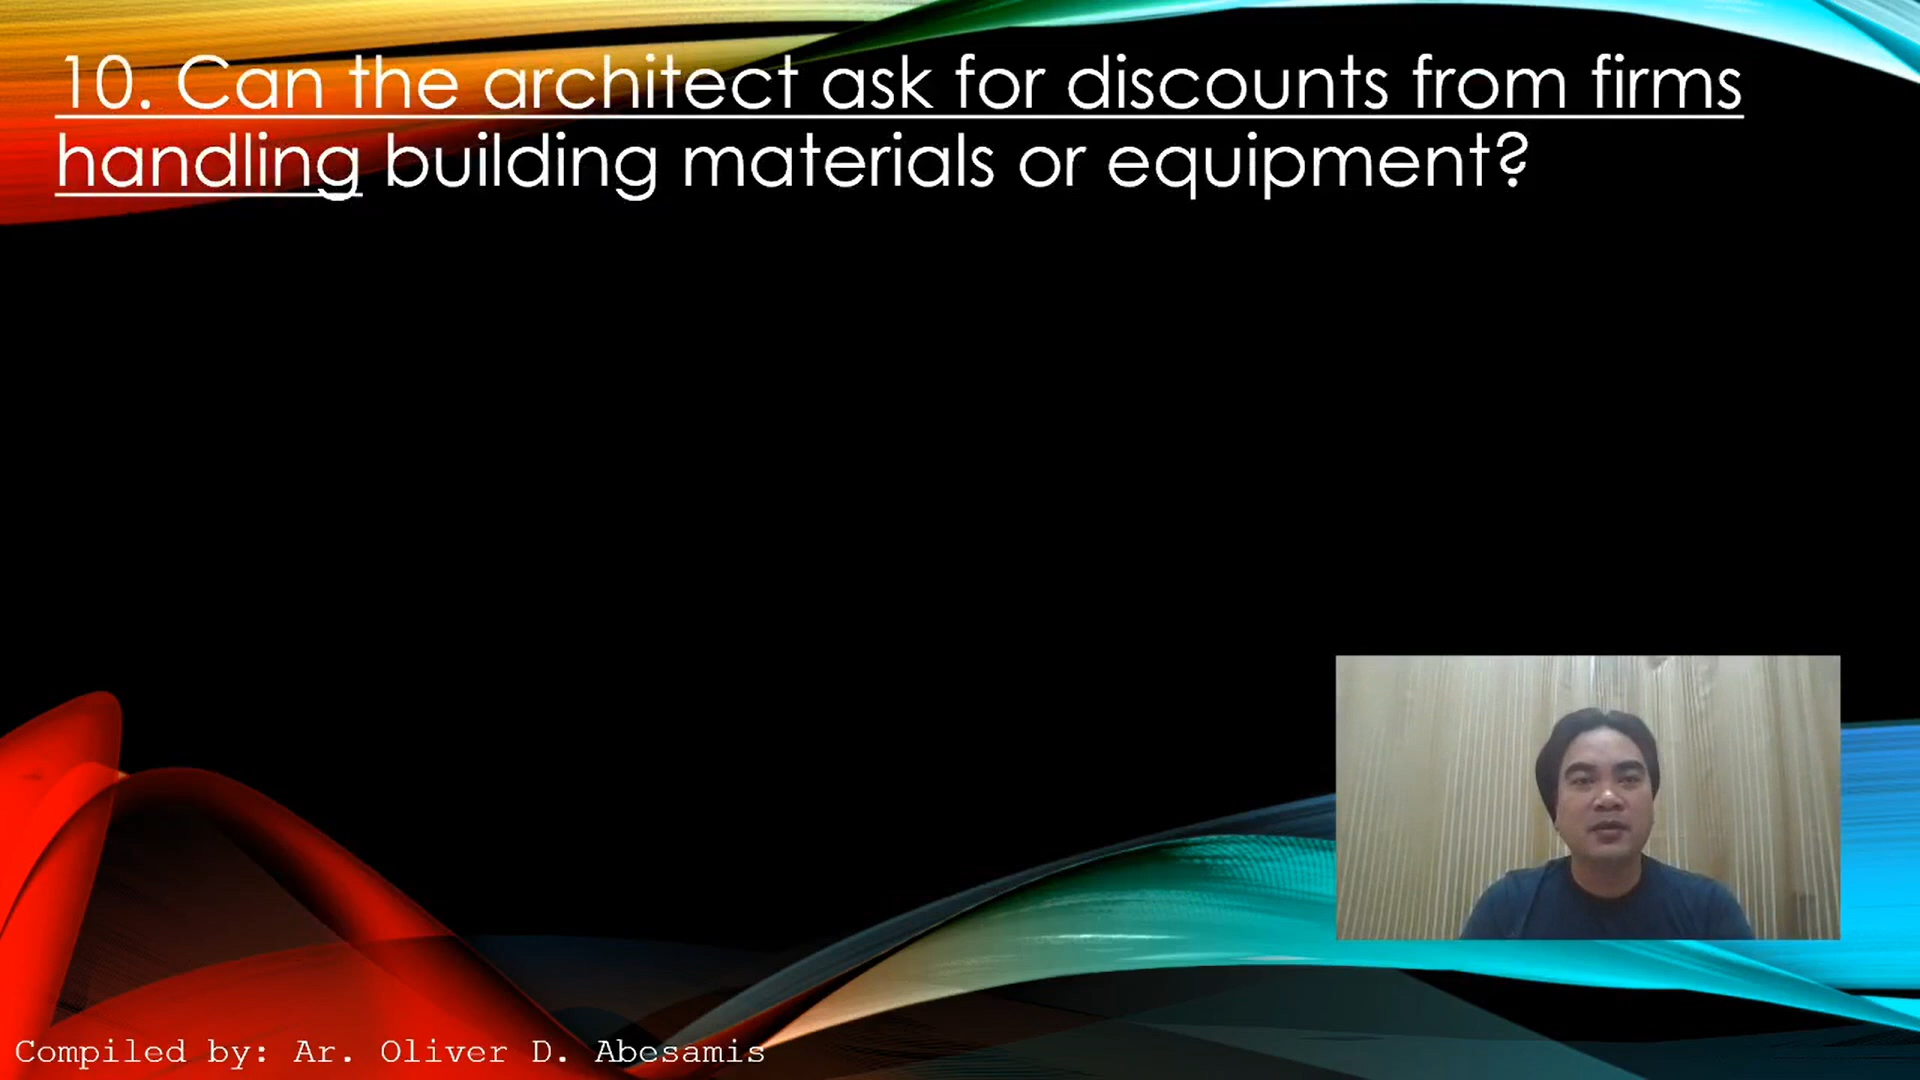 10. Can the architect ask for discounts from firms
handling building materials or equipment?
Compiled by: Ar. Oliver D. Abesamis